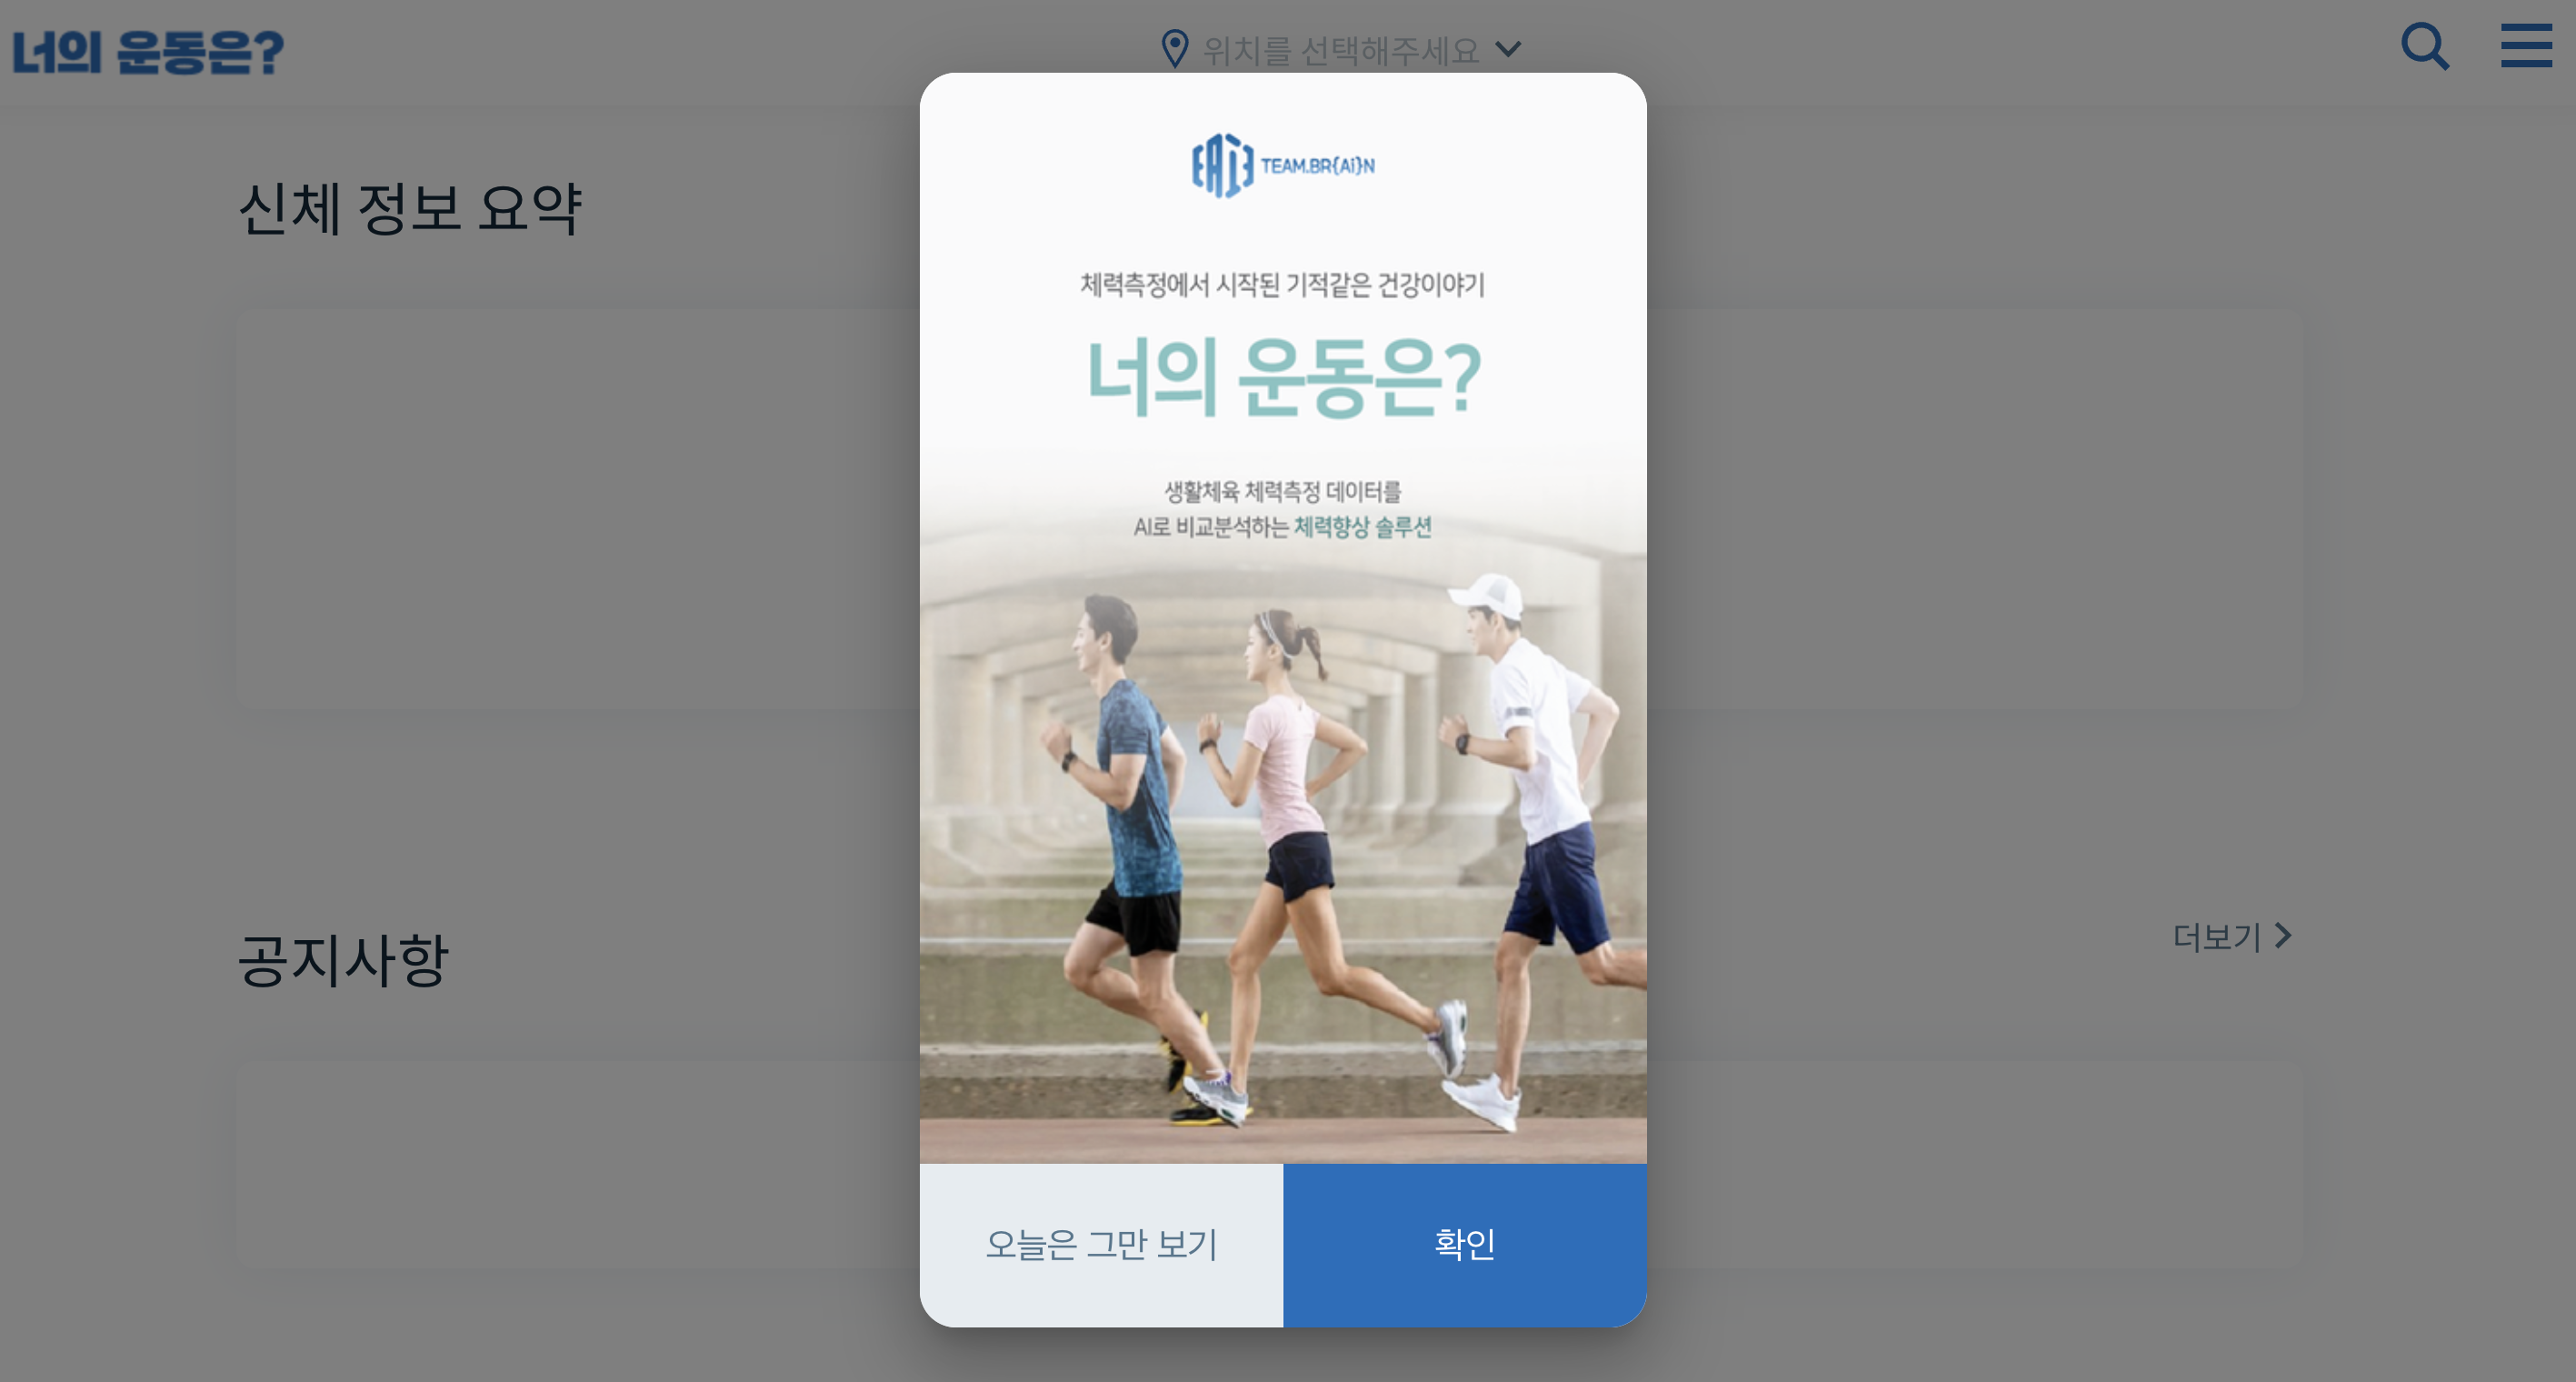 너의 운동은?
위치를 선택해주세요
신체 정보 요약
TEAM.BR{Ai}N
체력측정에서 시작된 기적같은 건강이야기
너의 운동은?
생활체육 체력측정 데이터를
AI로 비교분석하는 체력향상 솔루션
공지사항
더보기
오늘은 그만 보기
확인